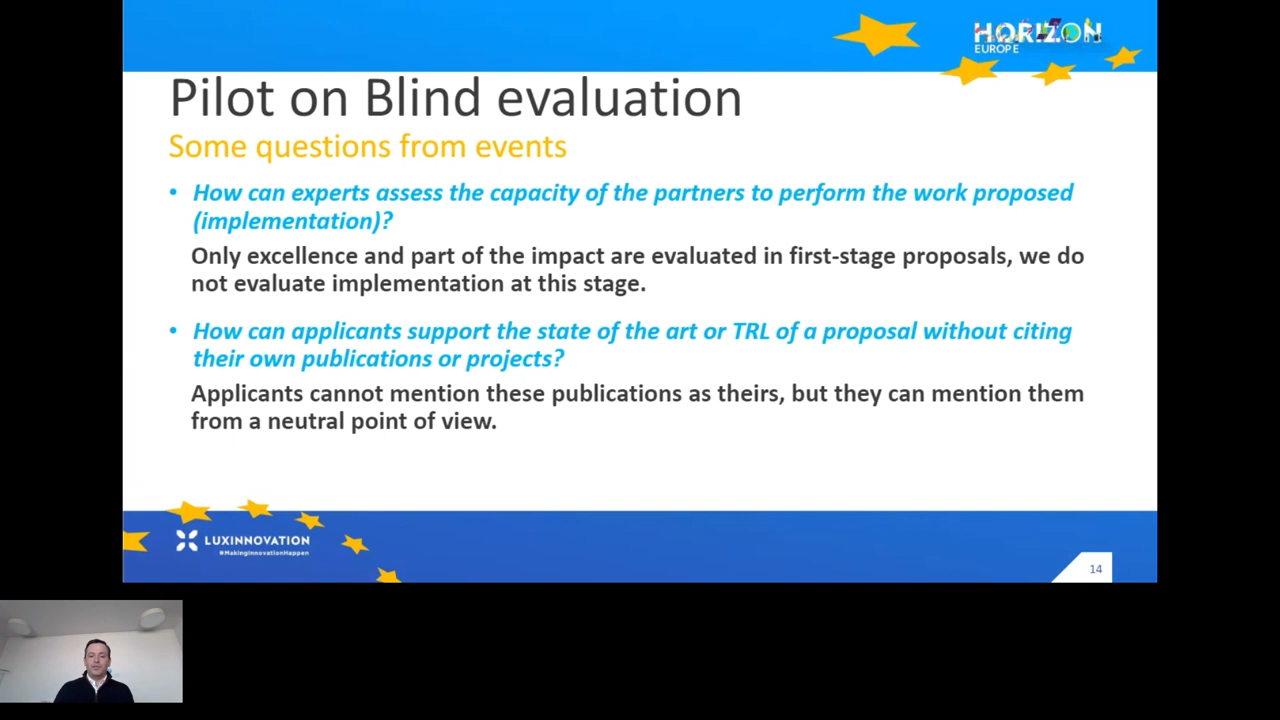 HORIZON
EUROPE
Pilot on Blind evaluation
Some questions from events
• How can experts assess the capacity of the partners to perform the work proposed
(implementation)?
Only excellence and part of the impact are evaluated in first-stage proposals, we do
not evaluate implementation at this stage.
• How can applicants support the state of the art or TRL of a proposal without citing
their own publications or projects?
Applicants cannot mention these publications as theirs, but they can mention them
from a neutral point of view.
LUXINNOVATION
#MakingInnovationHappen
14